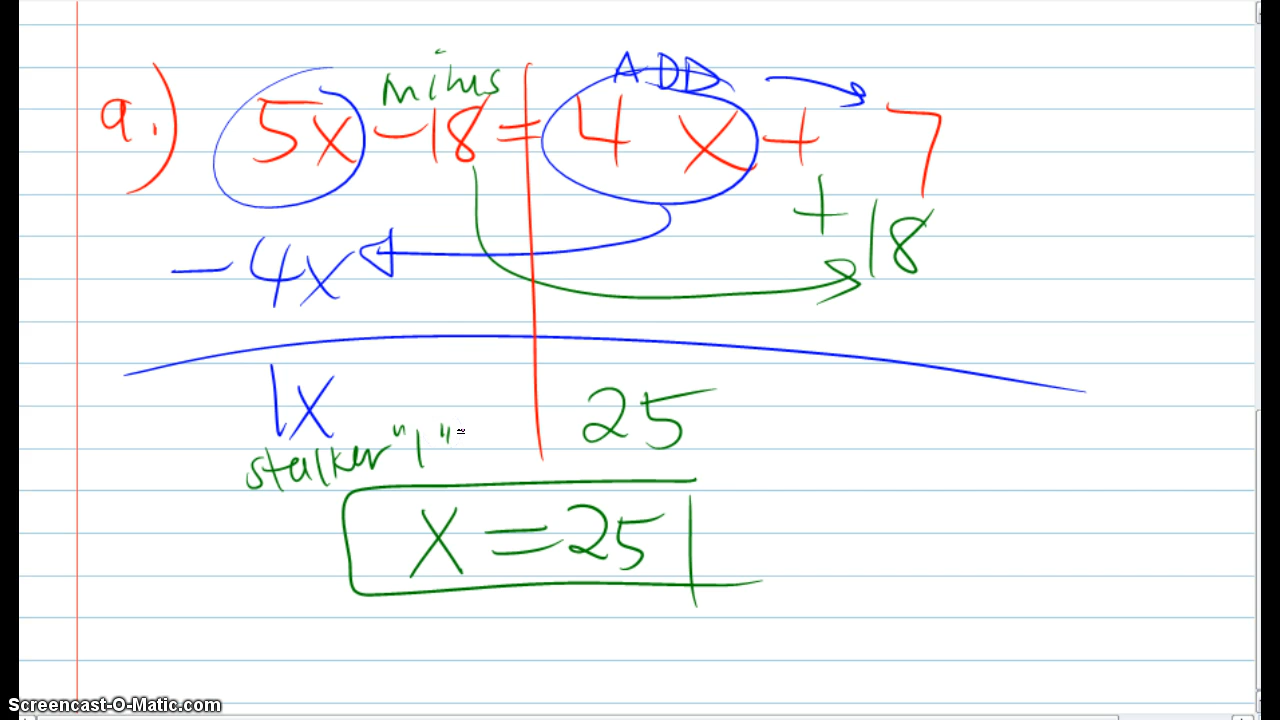 minus ADD
a.) 5x - 18 = 4x + 7
+ 18
- 4x
1x 25
stalker "1"
x = 25
Screencast-O-Matic.com